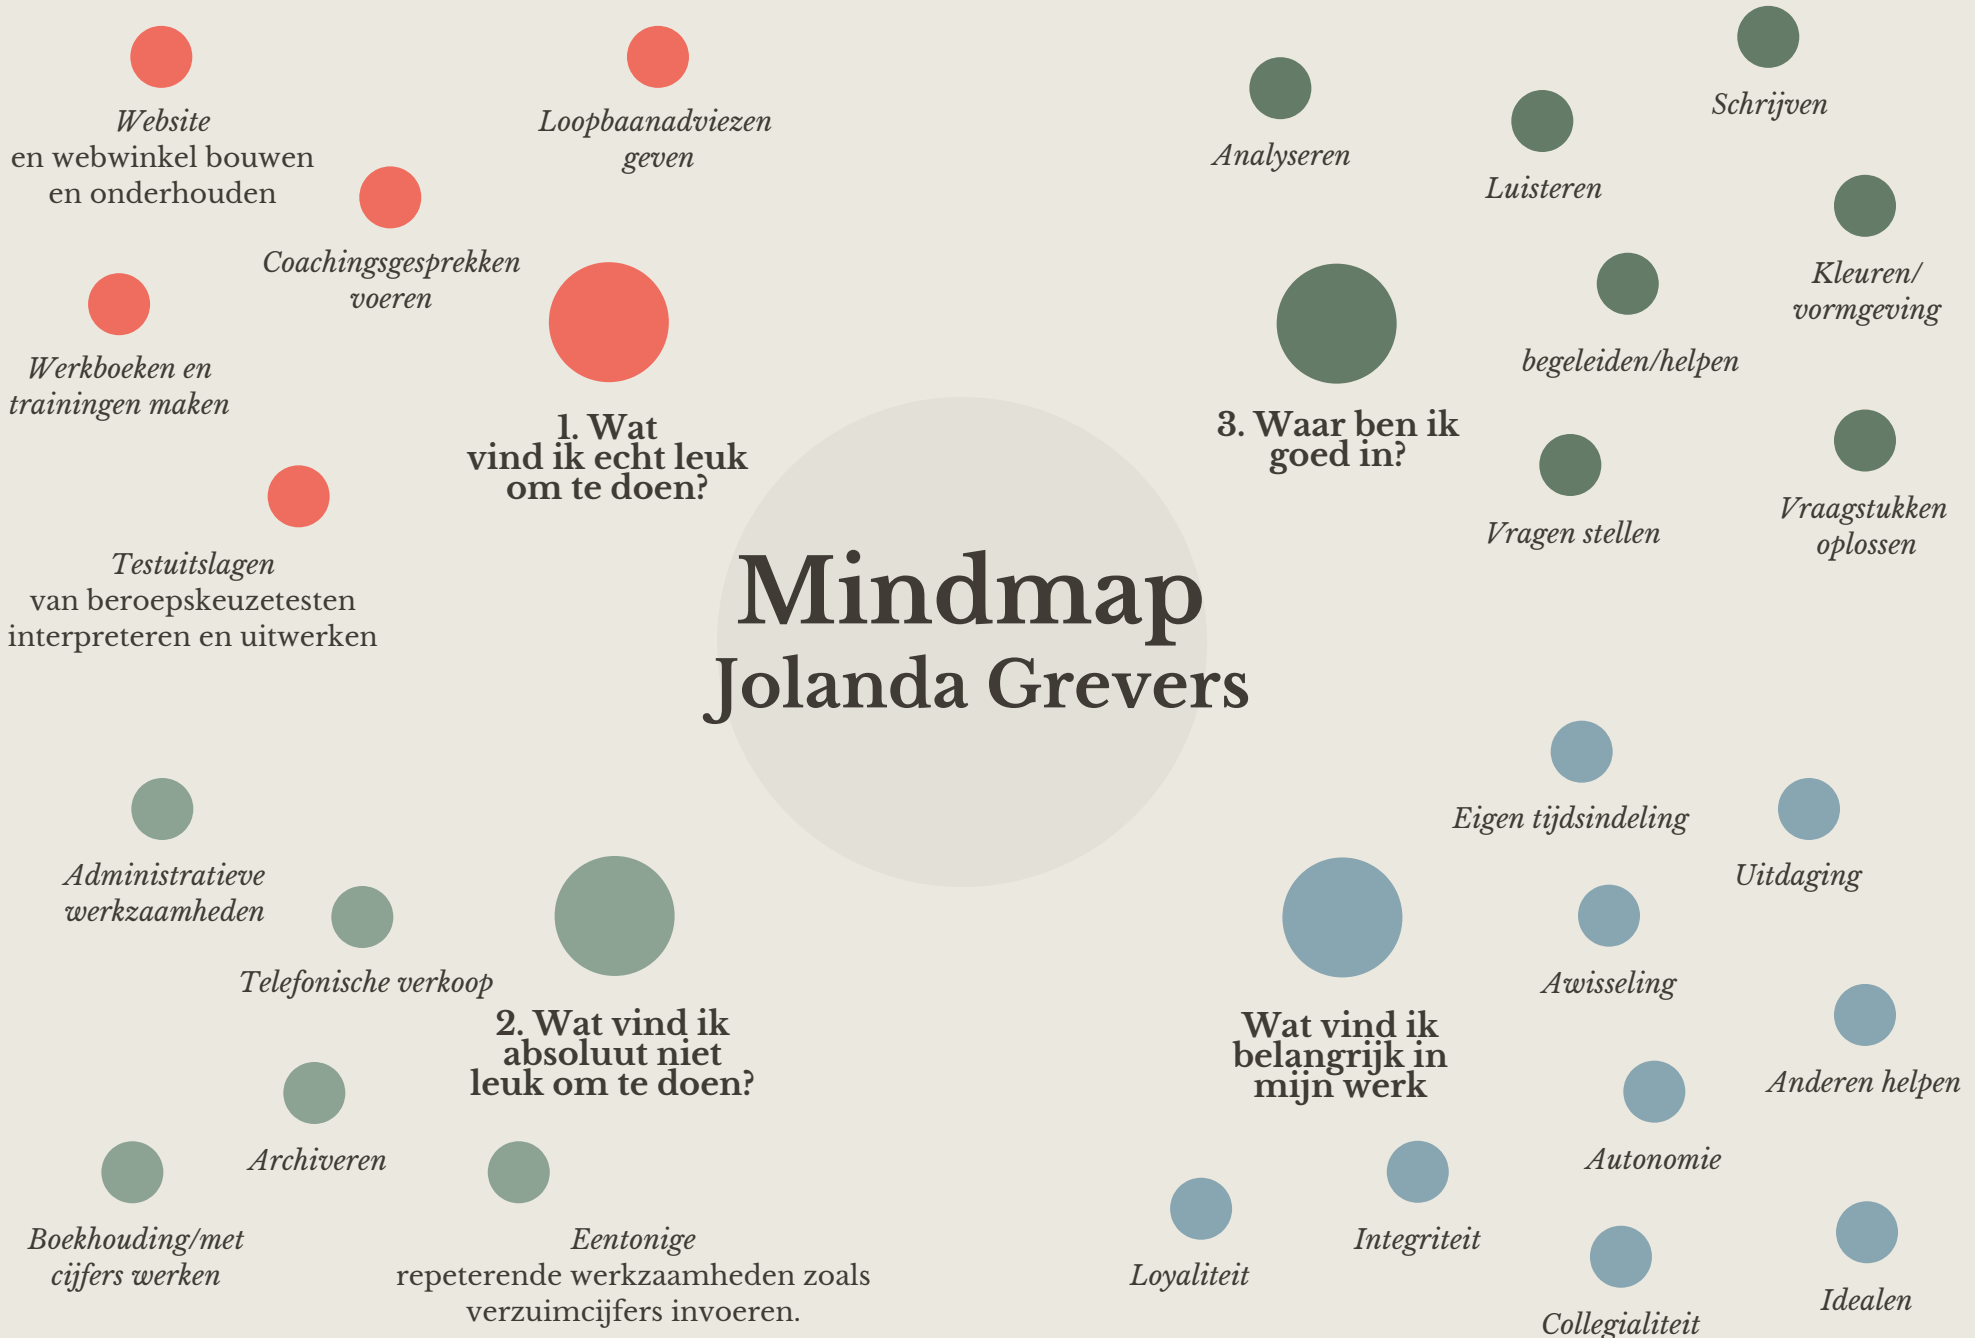 Website
en webwinkel bouwen
en onderhouden
Loopbaanadviezen
geven
Coachingsgesprekken
voeren
Werkboeken en
trainingen maken
1. Wat
vind ik echt leuk
om te doen?
Testuitslagen
van beroepskeuzetesten
interpreteren en uitwerken
Analyseren
Luisteren
Schrijven
Kleuren/
vormgeving
begeleiden/helpen
3. Waar ben ik
goed in?
Vragen stellen
Vraagstukken
oplossen
Mindmap
Jolanda Grevers
Administratieve
werkzaamheden
Telefonische verkoop
2. Wat vind ik
absoluut niet
leuk om te doen?
Archiveren
Boekhouding/met
cijfers werken
Eentonige
repeterende werkzaamheden zoals
verzuimcijfers invoeren.
Eigen tijdsindeling
Uitdaging
Awisseling
Wat vind ik
belangrijk in
mijn werk
Anderen helpen
Autonomie
Integriteit
Loyaliteit
Collegialiteit
Idealen